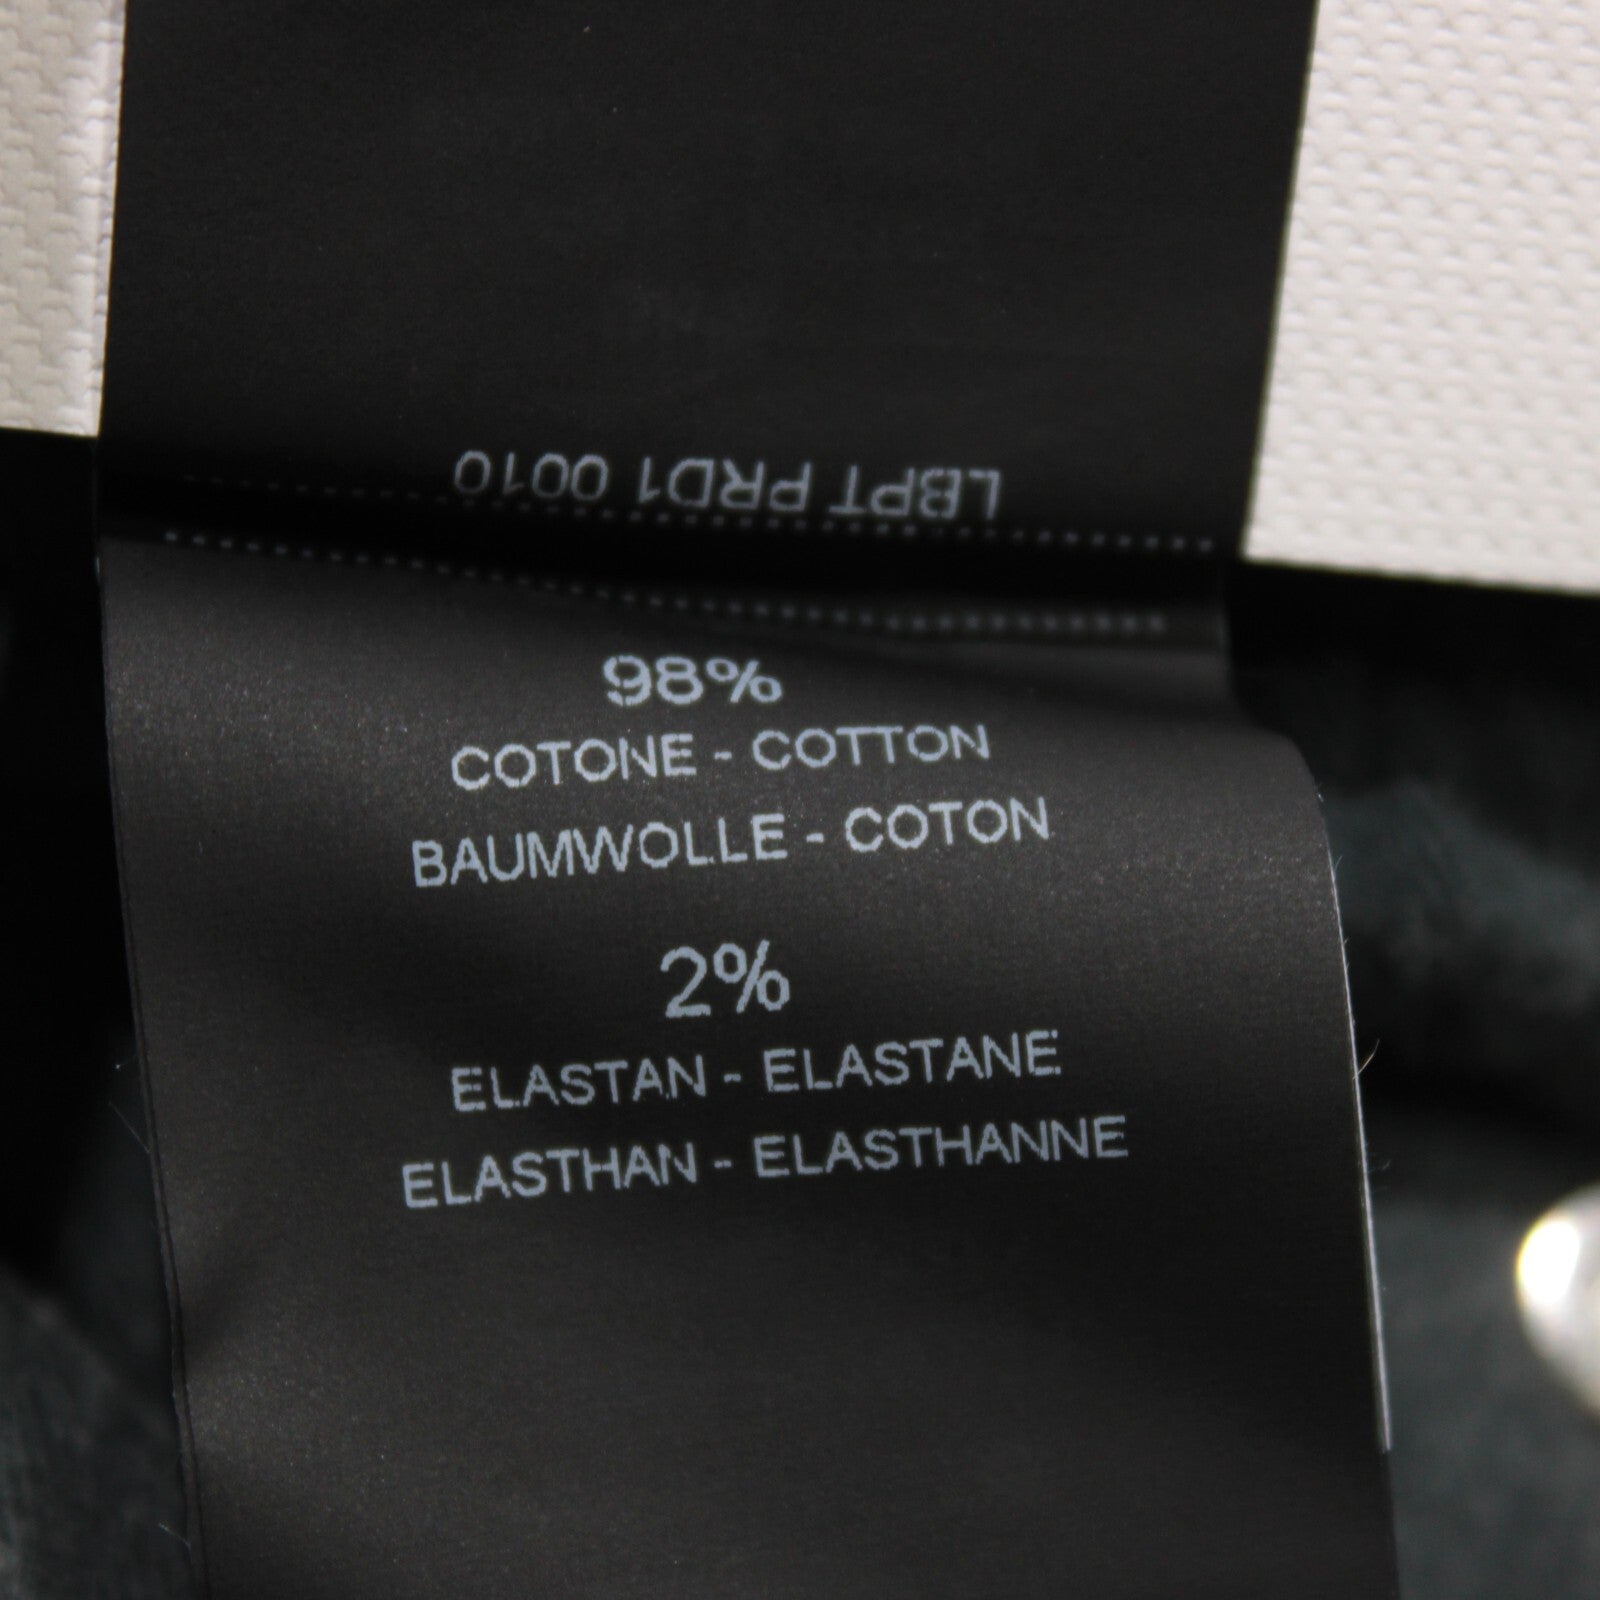 LBPT PRD1 0010
98%
COTONE - COTTON
BAUMWOLLE - COTON
2%
ELASTAN - ELASTANE
ELASTHAN - ELASTHANNE